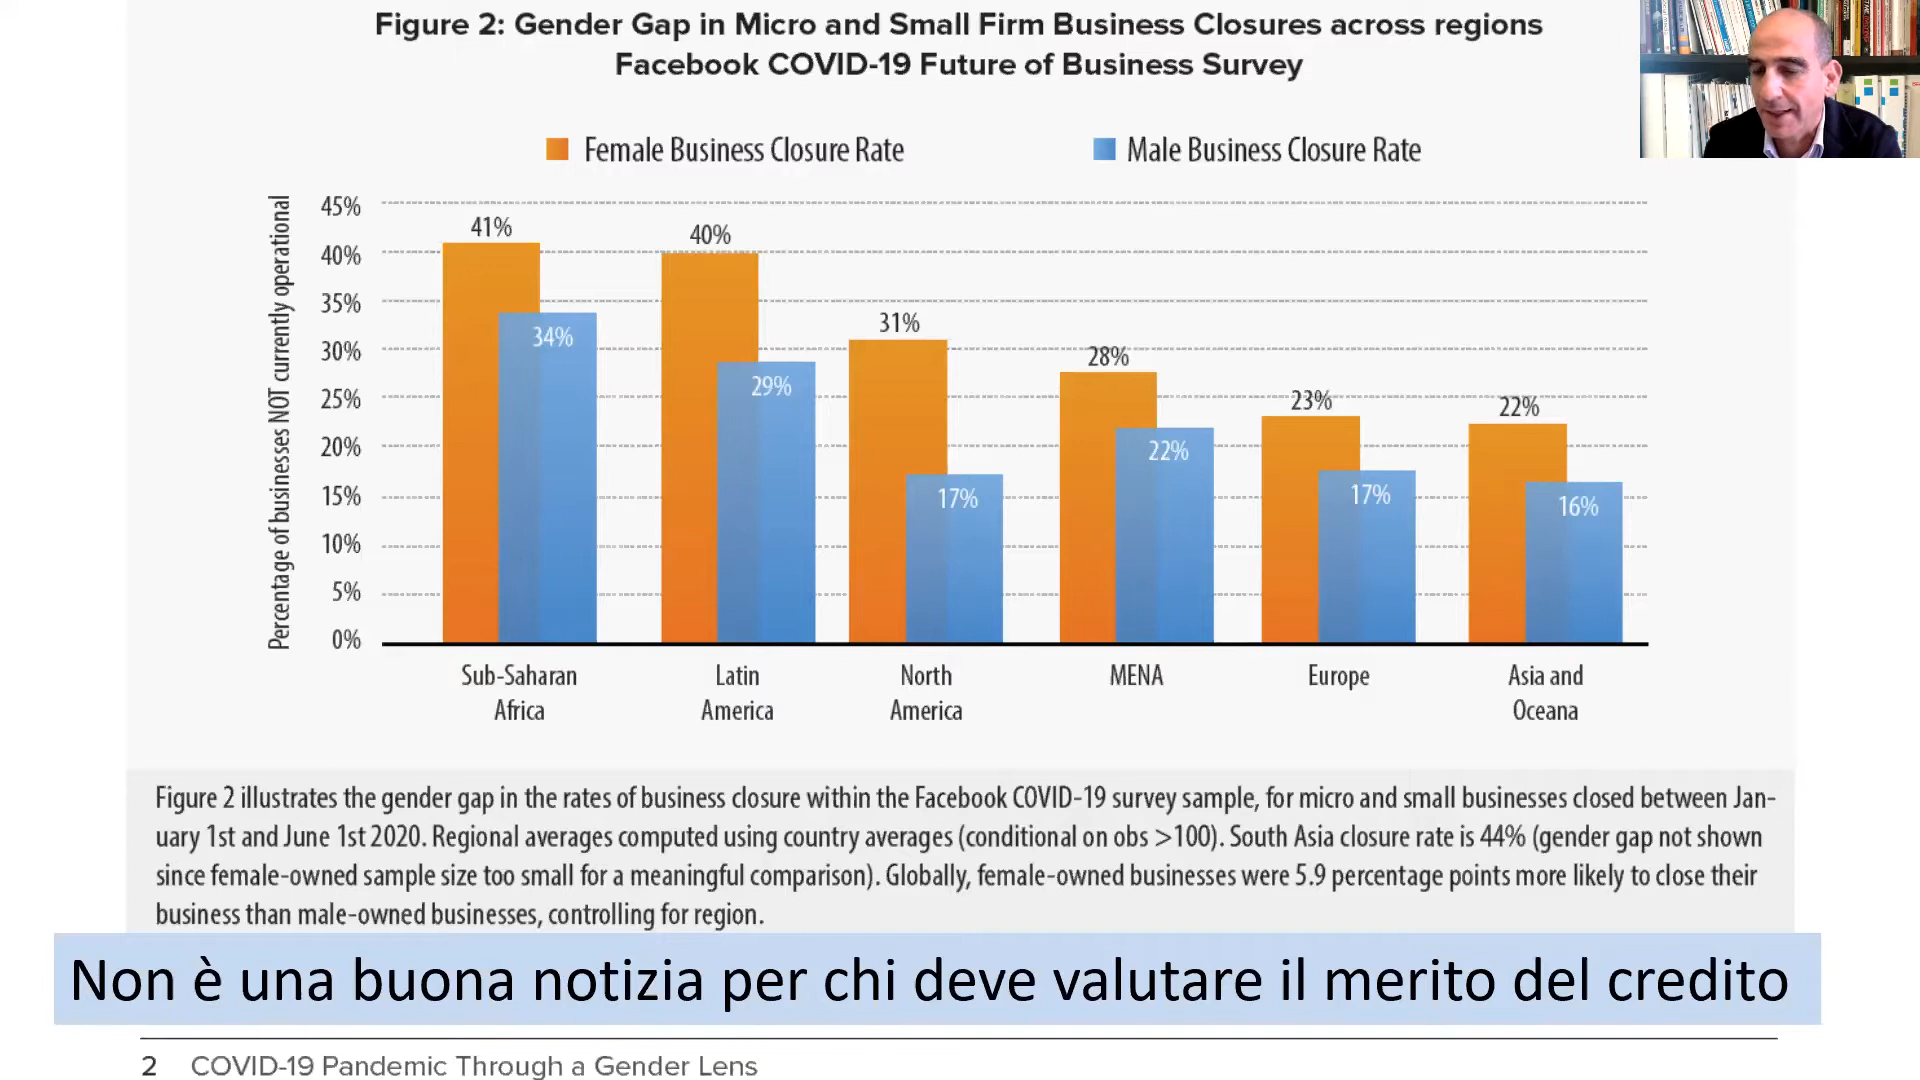 Figure 2: Gender Gap in Micro and Small Firm Business Closures across regions
Facebook COVID-19 Future of Business Survey
Female Business Closure Rate
Male Business Closure Rate
Percentage of businesses NOT currently operational
45%
40%
35%
30%
25%
20%
15%
10%
5%
0%
41%
34%
40%
29%
31%
17%
28%
22%
23%
17%
22%
16%
Sub-Saharan
Africa
Latin
America
North
America
MENA
Europe
Asia and
Oceana
Figure 2 illustrates the gender gap in the rates of business closure within the Facebook COVID-19 survey sample, for micro and small businesses closed between Jan-
uary 1st and June 1st 2020. Regional averages computed using country averages (conditional on obs >100). South Asia closure rate is 44% (gender gap not shown
since female-owned sample size too small for a meaningful comparison). Globally, female-owned businesses were 5.9 percentage points more likely to close their
business than male-owned businesses, controlling for region.
Non è una buona notizia per chi deve valutare il merito del credito
2 COVID-19 Pandemic Through a Gender Lens